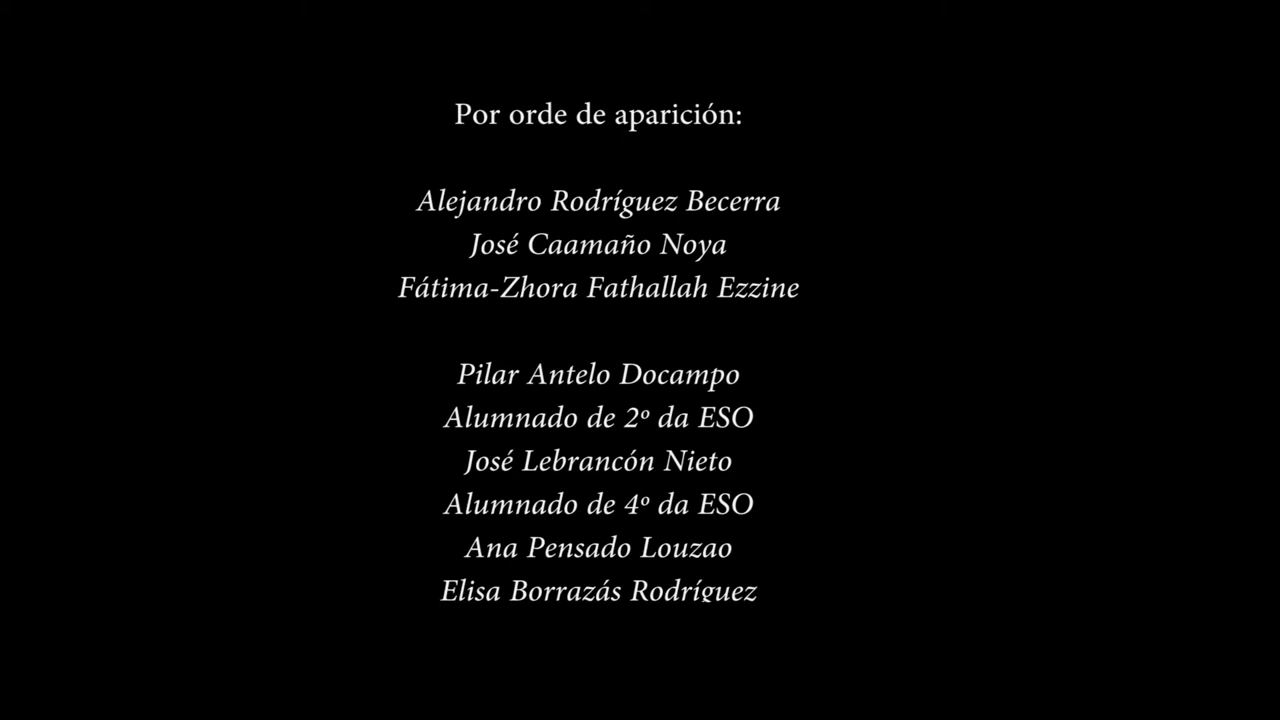 Por orde de aparición:
Alejandro Rodríguez Becerra
José Caamaño Noya
Fátima-Zhora Fathallah Ezzine
Pilar Antelo Docampo
Alumnado de 2º da ESO
José Lebrancón Nieto
Alumnado de 4º da ESO
Ana Pensado Louzao
Elisa Borrazás Rodríguez